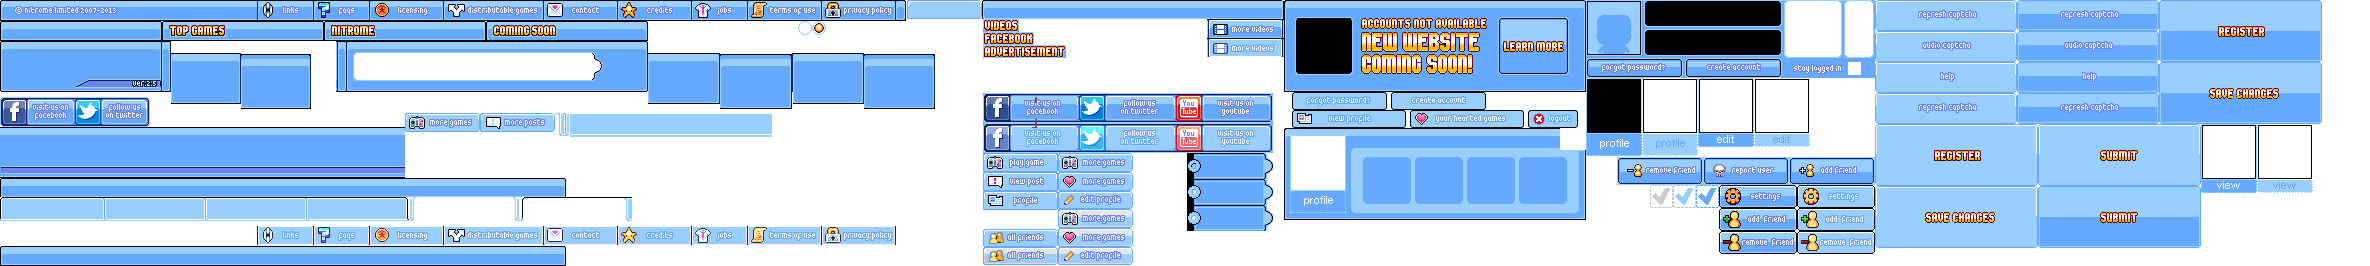 © nitrome limited 2007-2013
links
faqs
licensing
distributable games
contact
credits
jobs
terms of use
privacy policy
TOP GAMES
NITROME
COMING SOON
ver:2.5
visit us on
facebook
follow us
on twitter
more games
more posts
links
faqs
licensing
distributable games
contact
credits
jobs
terms of use
privacy policy
VIDEOS
FACEBOOK
ADVERTISEMENT
more videos
more videos
visit us on
facebook
follow us
on twitter
You
Tube
visit us on
youtube
visit us on
facebook
follow us
on twitter
You
Tube
visit us on
youtube
play game
more games
view post
more games
profile
edit profile
more games
all friends
more games
all friends
edit profile
ACCOUNTS NOT AVAILABLE
NEW WEBSITE
COMING SOON!
LEARN MORE
forgot password?
create account
view profile
your hearted games
logout
profile
forgot password?
create account
stay logged in
profile
profile
edit
edit
remove friend
report user
add friend
settings
settings
add friend
add friend
remove friend
remove friend
refresh captcha
refresh captcha
REGISTER
audio captcha
audio captcha
help
help
SAVE CHANGES
refresh captcha
refresh captcha
REGISTER
SUBMIT
view
view
SAVE CHANGES
SUBMIT